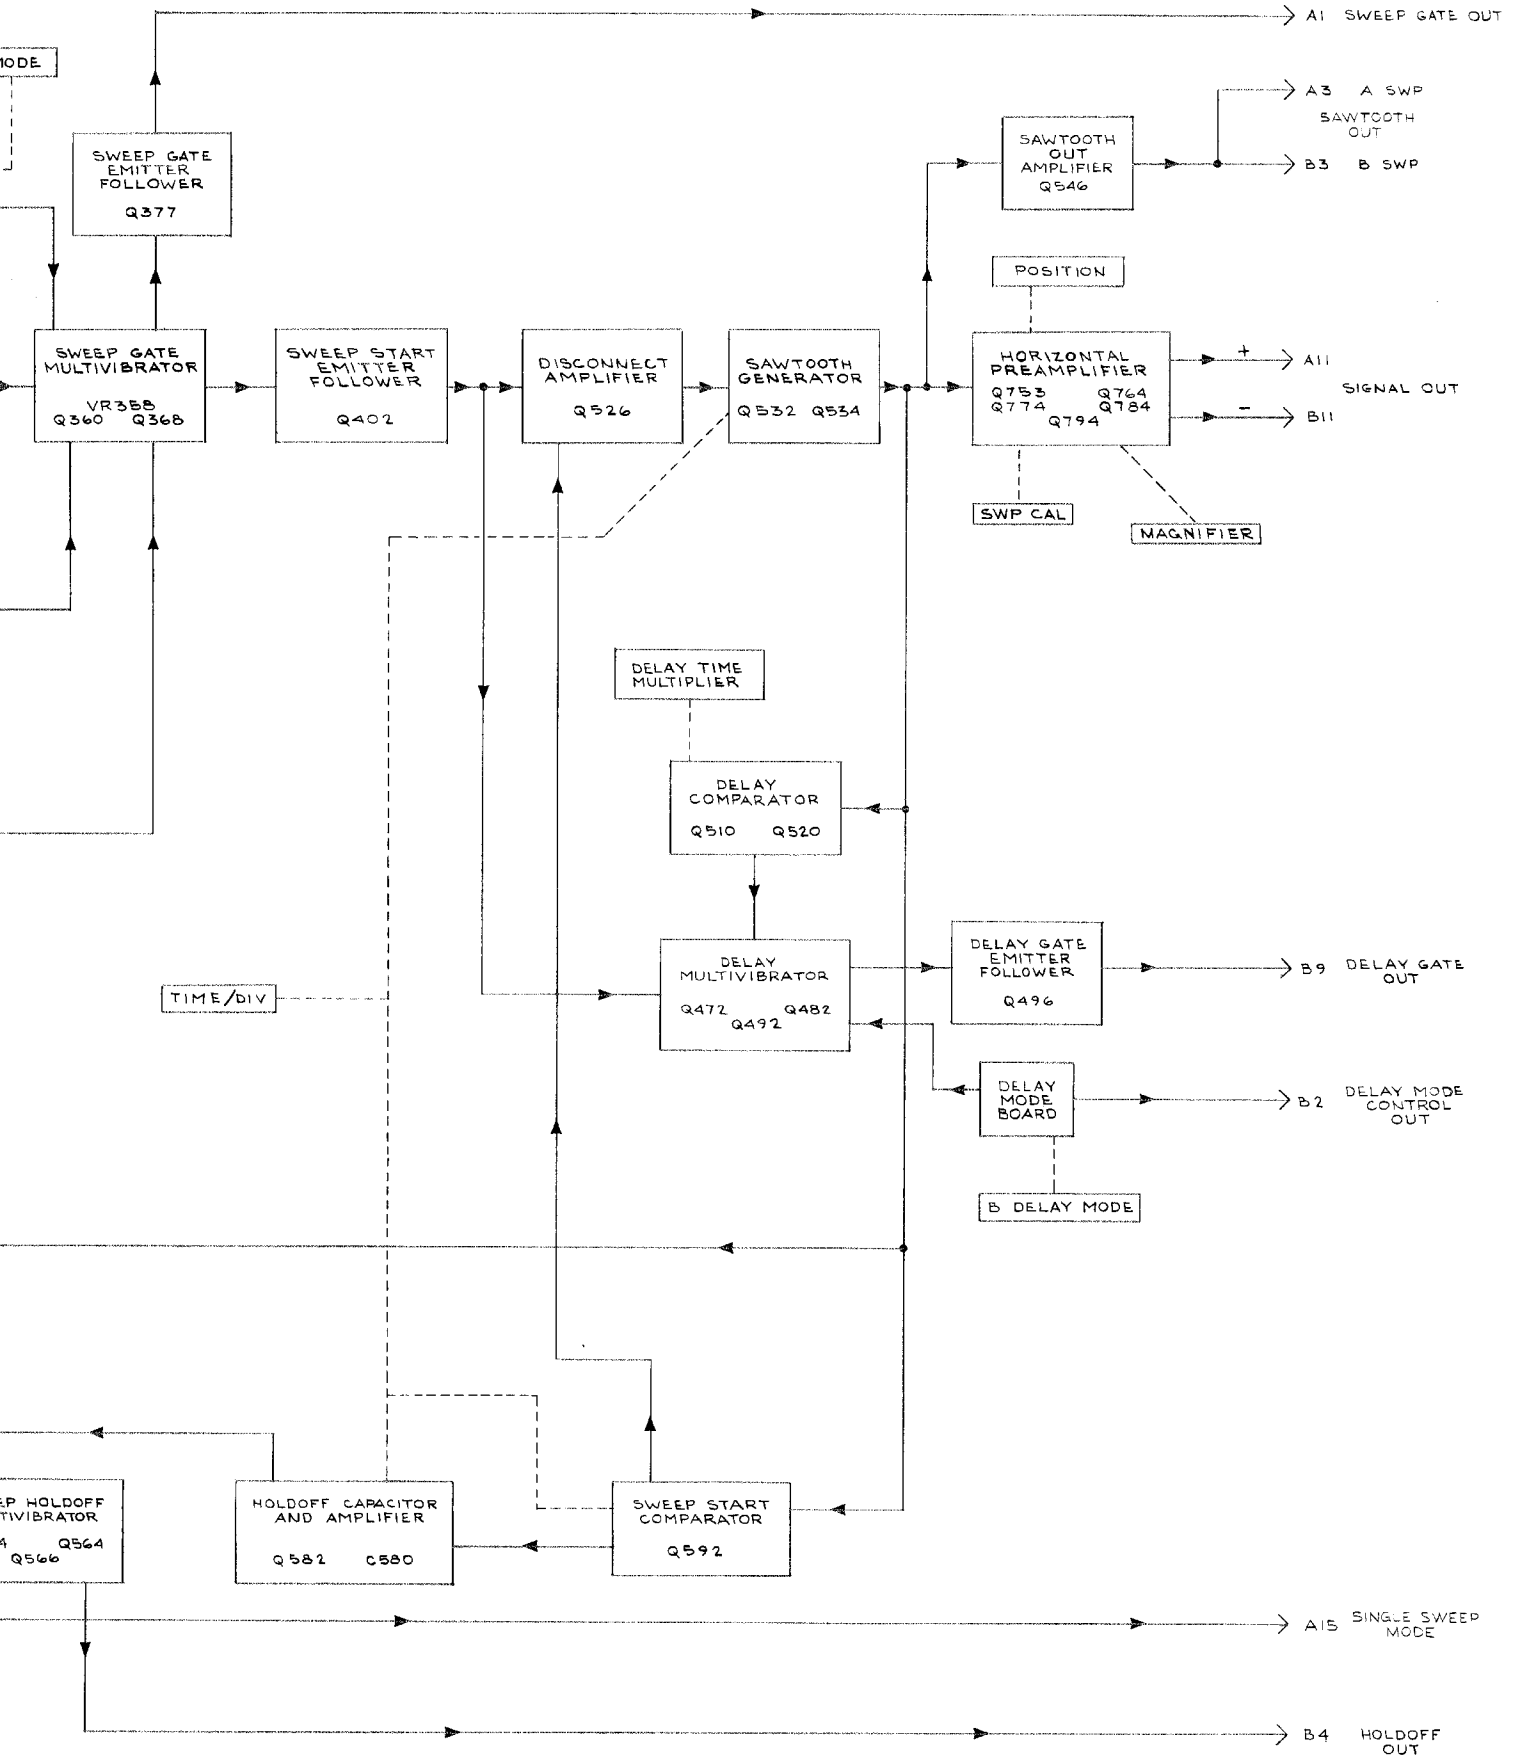 A1 SWEEP GATE OUT
MODE
A3 A SWP
SAWTOOTH
OUT
B3 B SWP
SAWTOOTH
OUT
AMPLIFIER
Q546
SWEEP GATE
EMITTER
FOLLOWER
Q377
POSITION
SWEEP GATE
MULTIVIBRATOR
VR358
Q360 Q368
SWEEP START
EMITTER
FOLLOWER
Q402
DISCONNECT
AMPLIFIER
Q526
SAWTOOTH
GENERATOR
Q532 Q534
HORIZONTAL
PREAMPLIFIER
Q753 Q764
Q774 Q784
Q794
+
A11
SIGNAL OUT
−
B11
SWP CAL
MAGNIFIER
DELAY TIME
MULTIPLIER
DELAY
COMPARATOR
Q510 Q520
DELAY
MULTIVIBRATOR
Q472 Q482
Q492
DELAY GATE
EMITTER
FOLLOWER
Q496
B9 DELAY GATE
OUT
TIME/DIV
DELAY
MODE
BOARD
B2 DELAY MODE
CONTROL
OUT
B DELAY MODE
EP HOLDOFF
TIVIBRATOR
4 Q564
Q566
HOLDOFF CAPACITOR
AND AMPLIFIER
Q582 C580
SWEEP START
COMPARATOR
Q592
A15 SINGLE SWEEP
MODE
B4 HOLDOFF
OUT